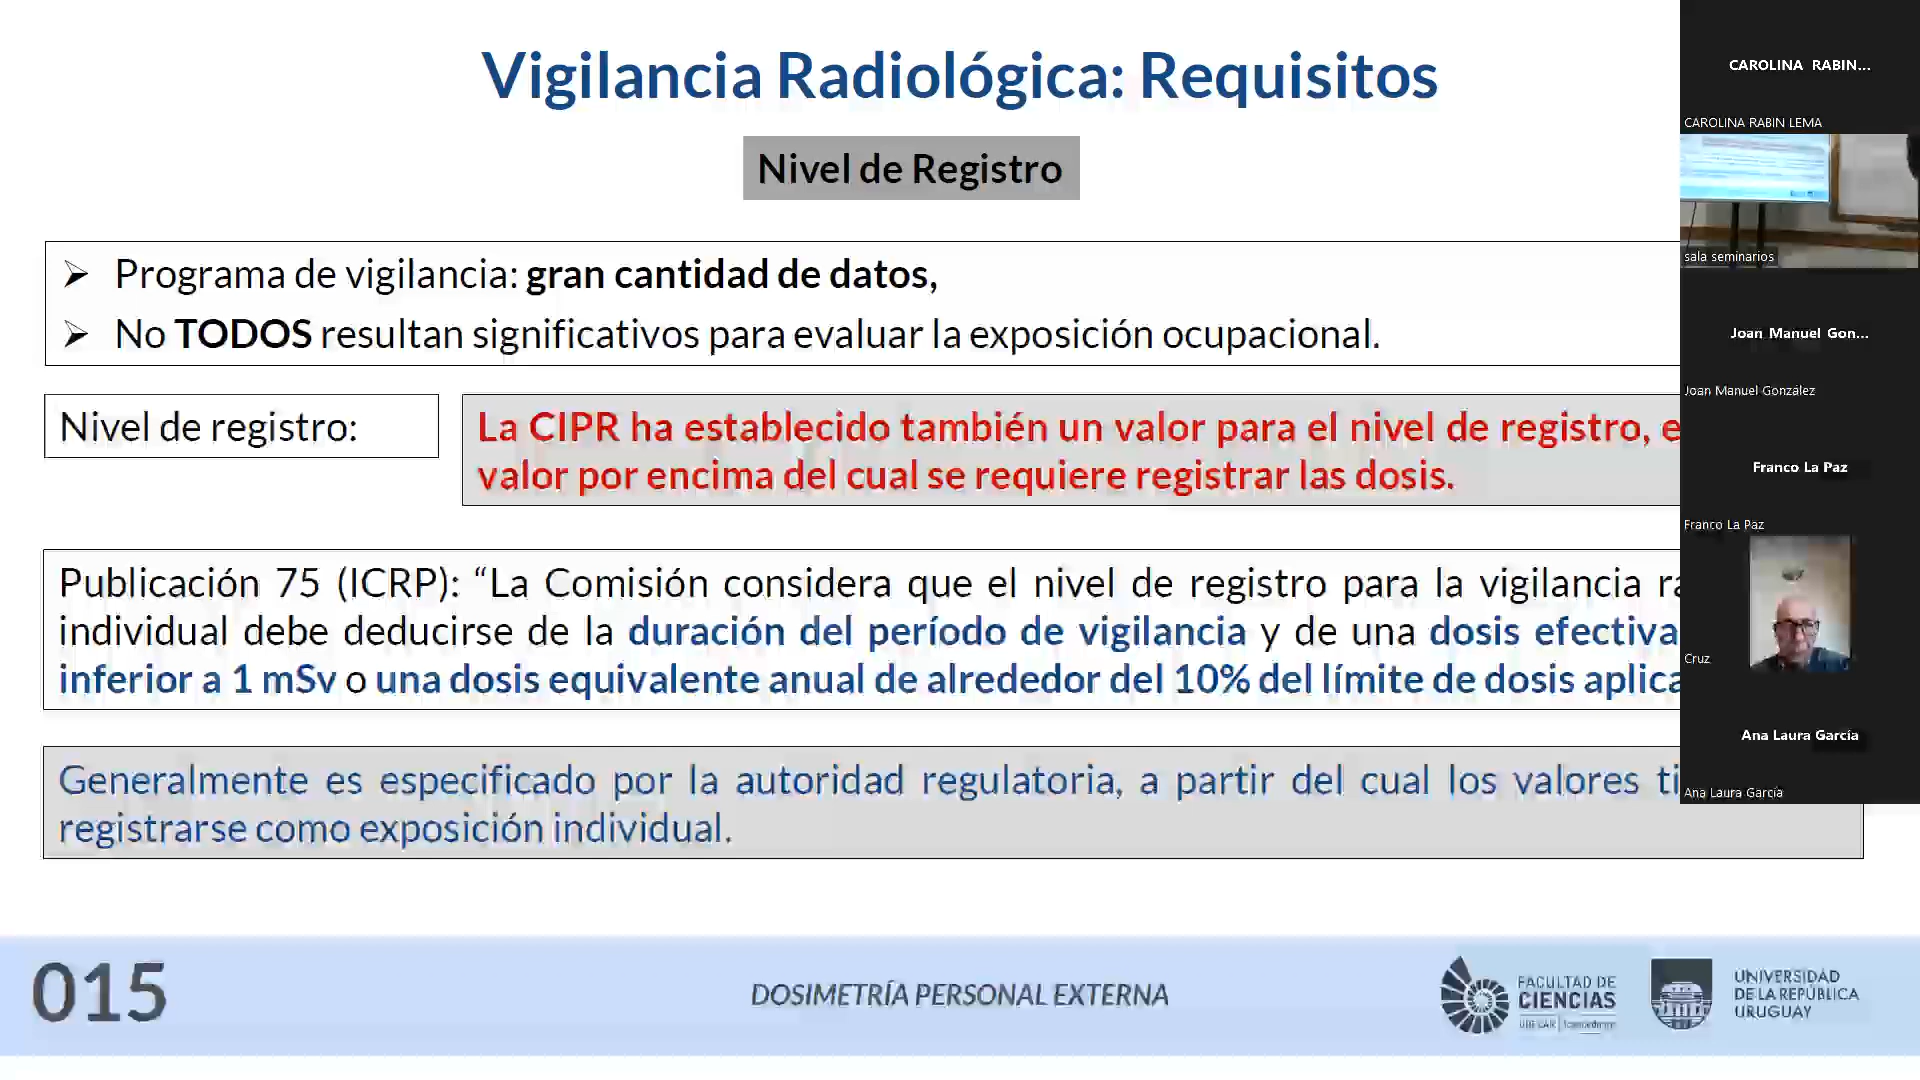 Vigilancia Radiológica: Requisitos
Nivel de Registro
Programa de vigilancia: gran cantidad de datos,
No TODOS resultan significativos para evaluar la exposición ocupacional.
Nivel de registro:
La CIPR ha establecido también un valor para el nivel de registro, e
valor por encima del cual se requiere registrar las dosis.
Publicación 75 (ICRP): “La Comisión considera que el nivel de registro para la vigilancia ra
individual debe deducirse de la duración del período de vigilancia y de una dosis efectiva
inferior a 1 mSv o una dosis equivalente anual de alrededor del 10% del límite de dosis aplica
Generalmente es especificado por la autoridad regulatoria, a partir del cual los valores ti
registrarse como exposición individual.
015
DOSIMETRÍA PERSONAL EXTERNA
FACULTAD DE
CIENCIAS
UNIVERSIDAD
DE LA REPÚBLICA
URUGUAY
CAROLINA RABIN...
CAROLINA RABIN LEMA
sala seminarios
Joan Manuel Gon...
Joan Manuel González
Franco La Paz
Franco La Paz
Cruz
Ana Laura García
Ana Laura García